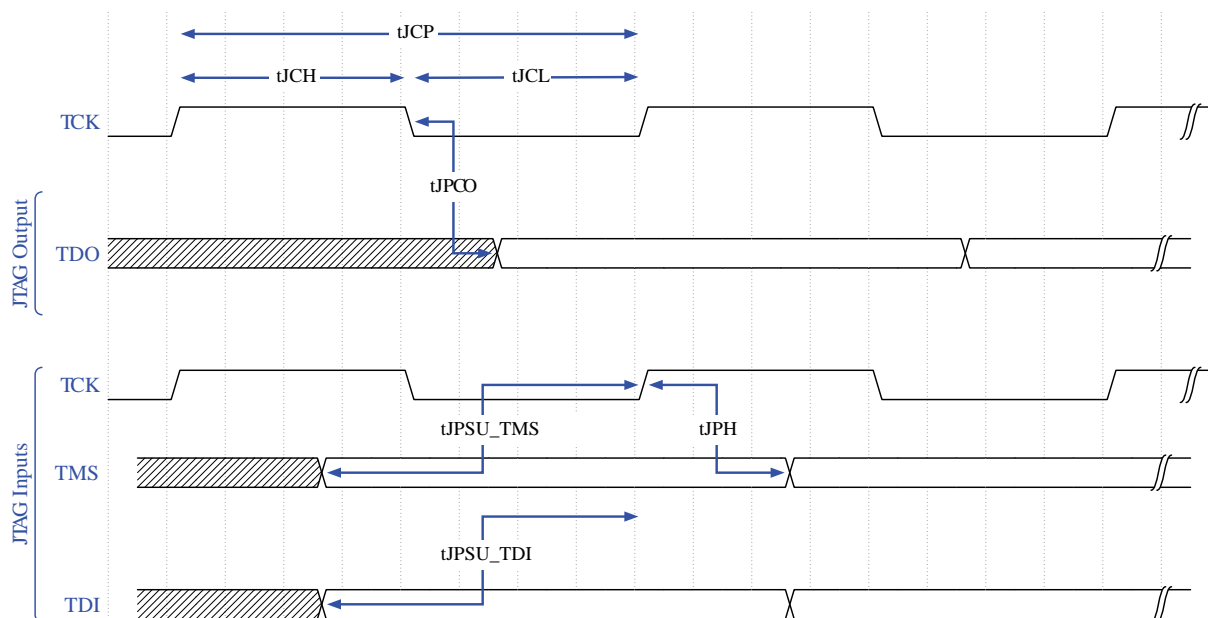 tJCP
tJCH
tJCL
TCK
tJPCO
JTAG Output
TDO
TCK
tJPSU_TMS
tJPH
JTAG Inputs
TMS
tJPSU_TDI
TDI